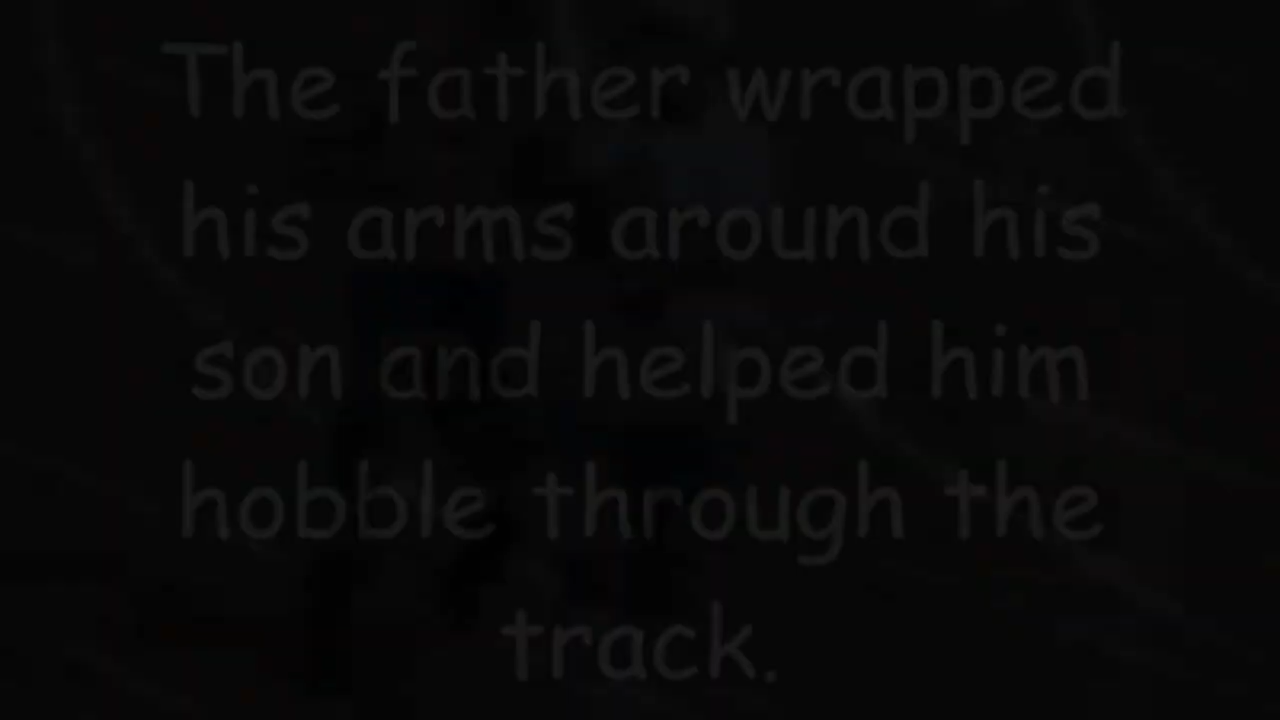 The father wrapped
his arms around his
son and helped him
hobble through the
track.